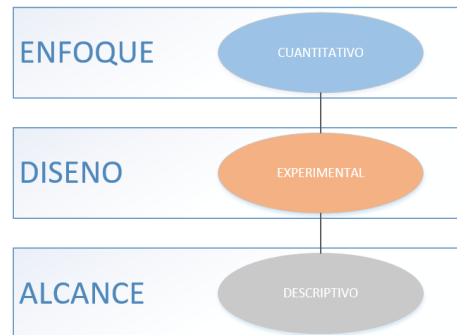 ENFOQUE
CUANTITATIVO
DISENO
EXPERIMENTAL
ALCANCE
DESCRIPTIVO